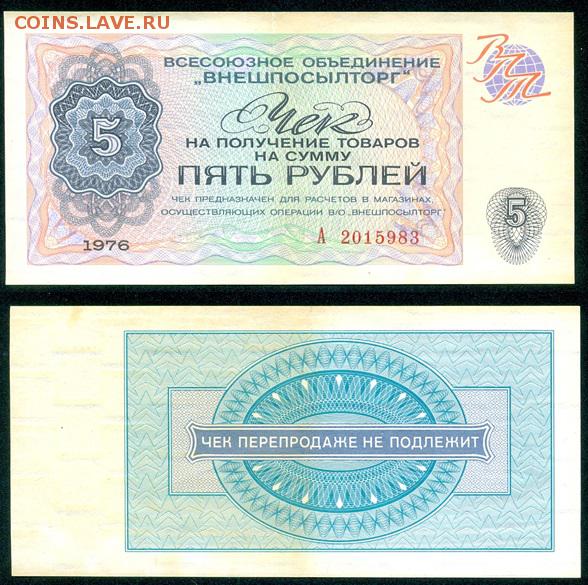 COINS.LAVE.RU
ВСЕСОЮЗНОЕ ОБЪЕДИНЕНИЕ
„ВНЕШПОСЫЛТОРГ"
ВПТ
Чек
5
НА ПОЛУЧЕНИЕ ТОВАРОВ
НА СУММУ
ПЯТЬ РУБЛЕЙ
ЧЕК ПРЕДНАЗНАЧЕН ДЛЯ РАСЧЕТОВ В МАГАЗИНАХ,
ОСУЩЕСТВЛЯЮЩИХ ОПЕРАЦИИ В/О „ВНЕШПОСЫЛТОРГ"
5
1976
А 2015983
ЧЕК ПЕРЕПРОДАЖЕ НЕ ПОДЛЕЖИТ